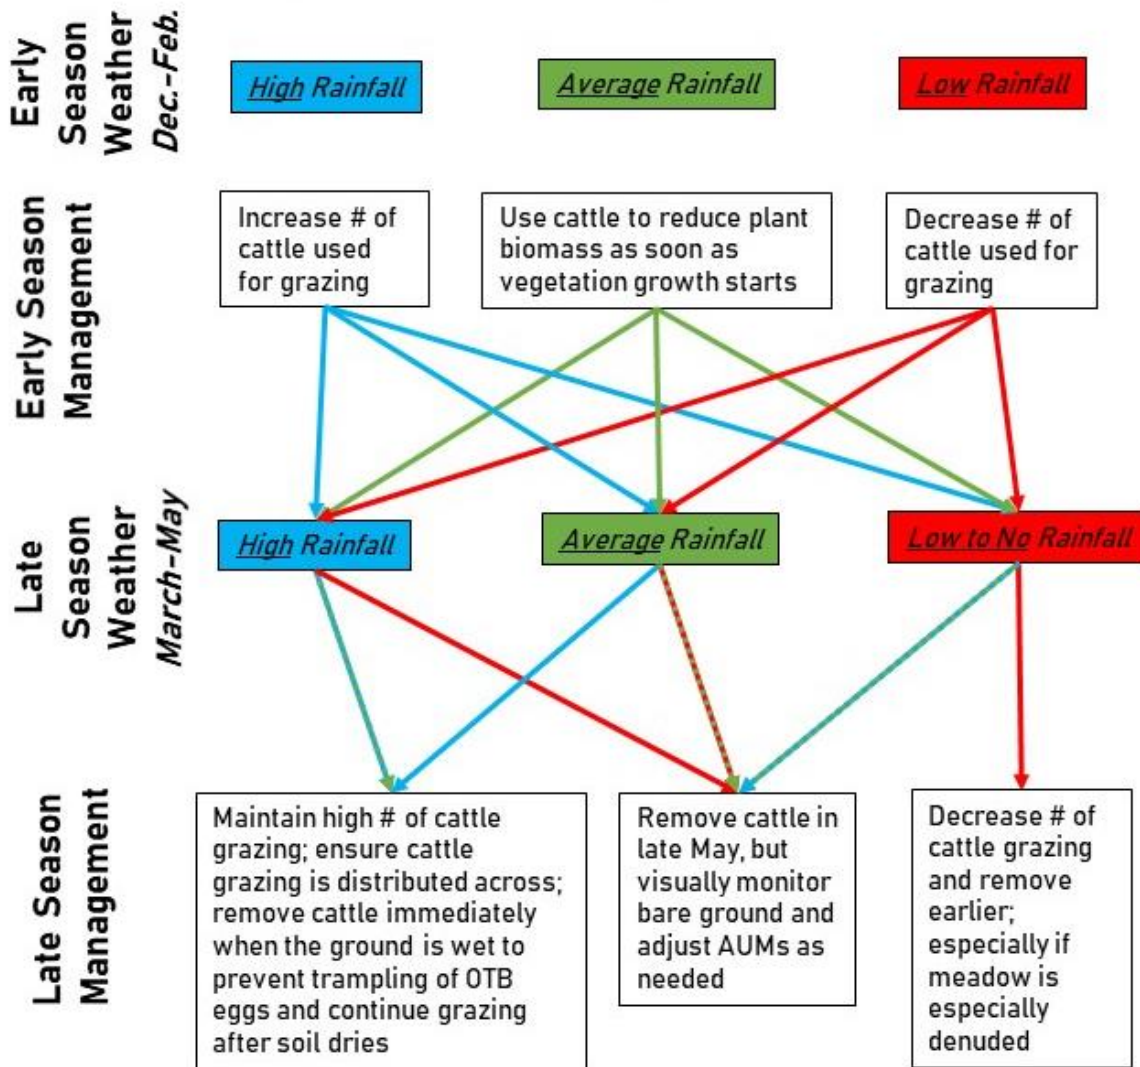 Early
Season
Weather
Dec.-Feb.
High Rainfall
Average Rainfall
Low Rainfall
Early Season
Management
Increase # of
cattle used
for grazing
Use cattle to reduce plant
biomass as soon as
vegetation growth starts
Decrease # of
cattle used for
grazing
Late
Season
Weather
March-May
High Rainfall
Average Rainfall
Low to No Rainfall
Late Season
Management
Maintain high # of cattle
grazing; ensure cattle
grazing is distributed across;
remove cattle immediately
when the ground is wet to
prevent trampling of OTB
eggs and continue grazing
after soil dries
Remove cattle in
late May, but
visually monitor
bare ground and
adjust AUMs as
needed
Decrease # of
cattle grazing
and remove
earlier;
especially if
meadow is
especially
denuded